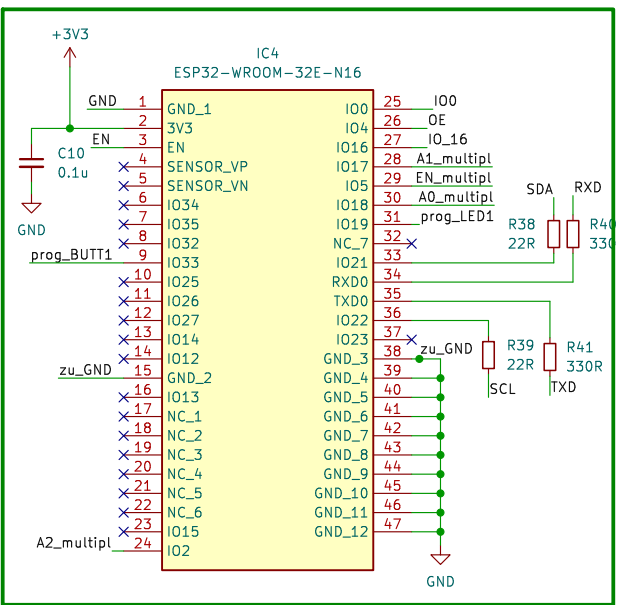 +3V3
IC4
ESP32-WROOM-32E-N16
GND 1 GND_1 IO0 25 IO0
2 3V3 IO4 26 OE
EN 3 EN IO16 27 IO_16
4 SENSOR_VP IO17 28 A1_multipl
5 SENSOR_VN IO5 29 EN_multipl
6 IO34 IO18 30 A0_multipl
7 IO35 IO19 31 prog_LED1
8 IO32 NC_7 32
prog_BUTT1 9 IO33 IO21 33
10 IO25 RXD0 34
11 IO26 TXD0 35
12 IO27 IO22 36
13 IO14 IO23 37
14 IO12 GND_3 38 zu_GND
zu_GND 15 GND_2 GND_4 39
16 IO13 GND_5 40
17 NC_1 GND_6 41
18 NC_2 GND_7 42
19 NC_3 GND_8 43
20 NC_4 GND_9 44
21 NC_5 GND_10 45
22 NC_6 GND_11 46
23 IO15 GND_12 47
A2_multipl 24 IO2
C10
0.1u
GND
SDA RXD
R38 R40
22R 330
R39 R41
22R 330R
SCL TXD
GND